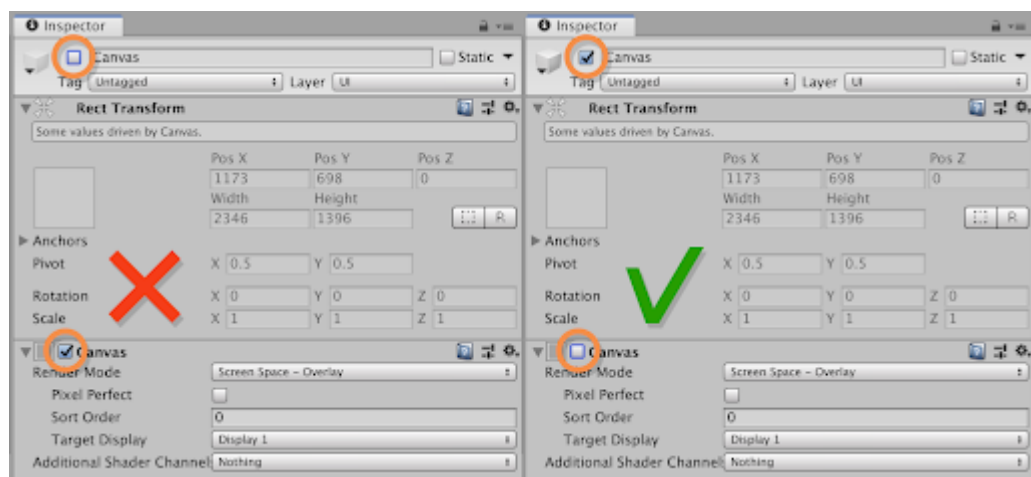 Inspector
Canvas
Static
Tag Untagged Layer UI
Rect Transform
Some values driven by Canvas.
Pos X Pos Y Pos Z
1173 698 0
Width Height
2346 1396
R
Anchors
Pivot X 0.5 Y 0.5
Rotation X 0 Y 0 Z 0
Scale X 1 Y 1 Z 1
Canvas
Render Mode Screen Space - Overlay
Pixel Perfect
Sort Order 0
Target Display Display 1
Additional Shader Channel Nothing
Inspector
Canvas
Static
Tag Untagged Layer UI
Rect Transform
Some values driven by Canvas.
Pos X Pos Y Pos Z
1173 698 0
Width Height
2346 1396
R
Anchors
Pivot X 0.5 Y 0.5
Rotation X 0 Y 0 Z 0
Scale X 1 Y 1 Z 1
Canvas
Render Mode Screen Space - Overlay
Pixel Perfect
Sort Order 0
Target Display Display 1
Additional Shader Channel Nothing